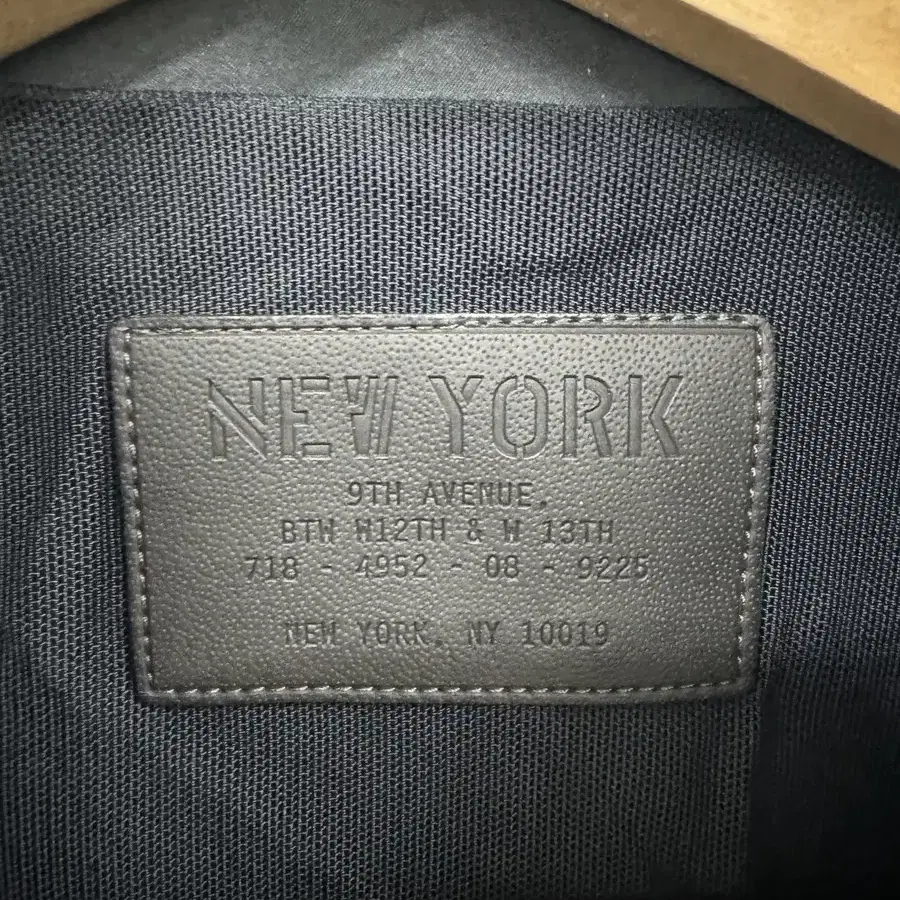 NEW YORK
9TH AVENUE.
BTW W12TH & W 13TH
718 - 4952 - 08 - 9225
NEW YORK. NY 10019